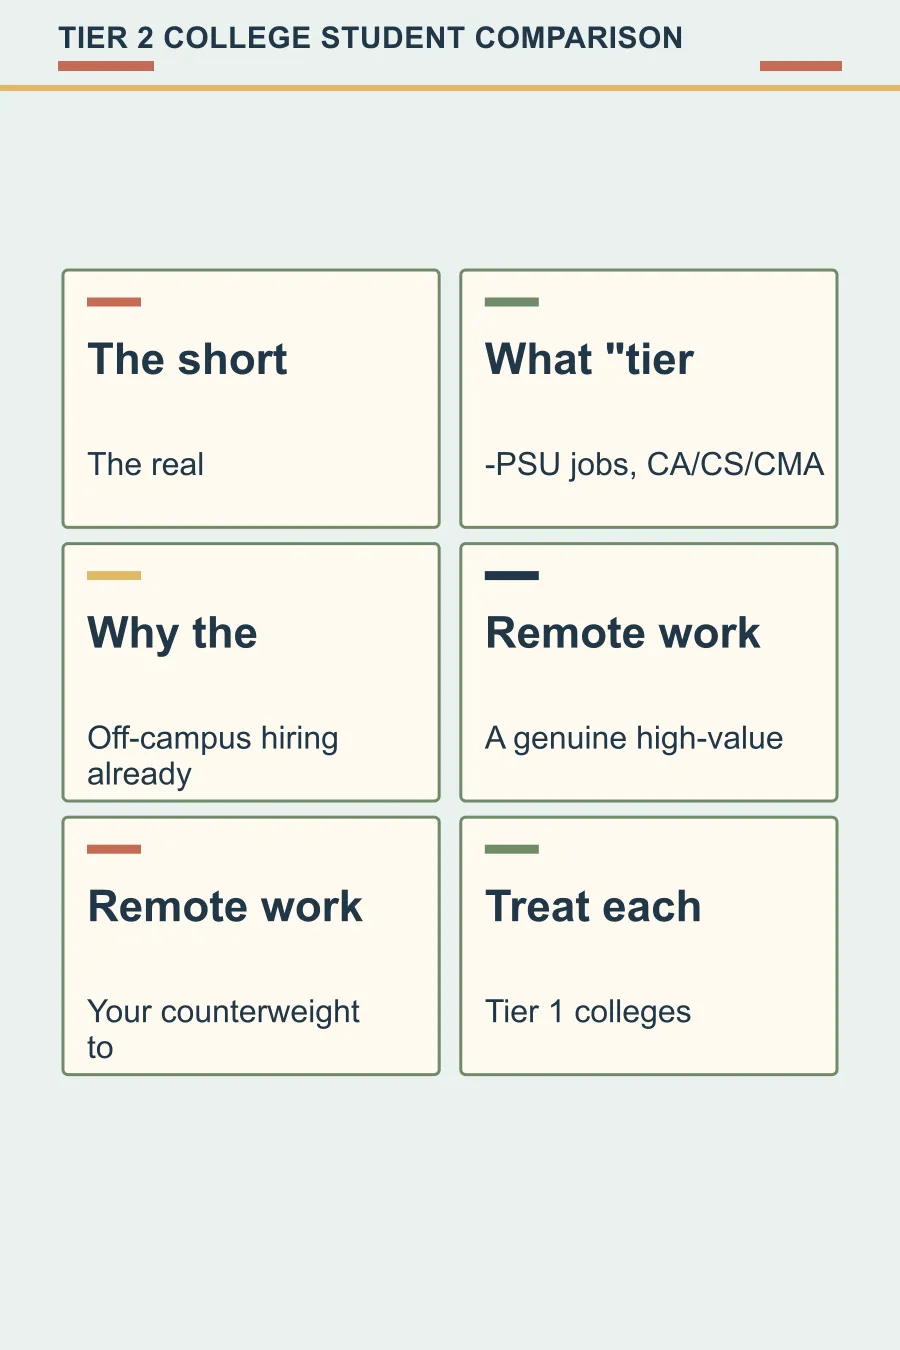 TIER 2 COLLEGE STUDENT COMPARISON
The short
The real
What "tier
-PSU jobs, CA/CS/CMA
Why the
Off-campus hiring
already
Remote work
A genuine high-value
Remote work
Your counterweight
to
Treat each
Tier 1 colleges